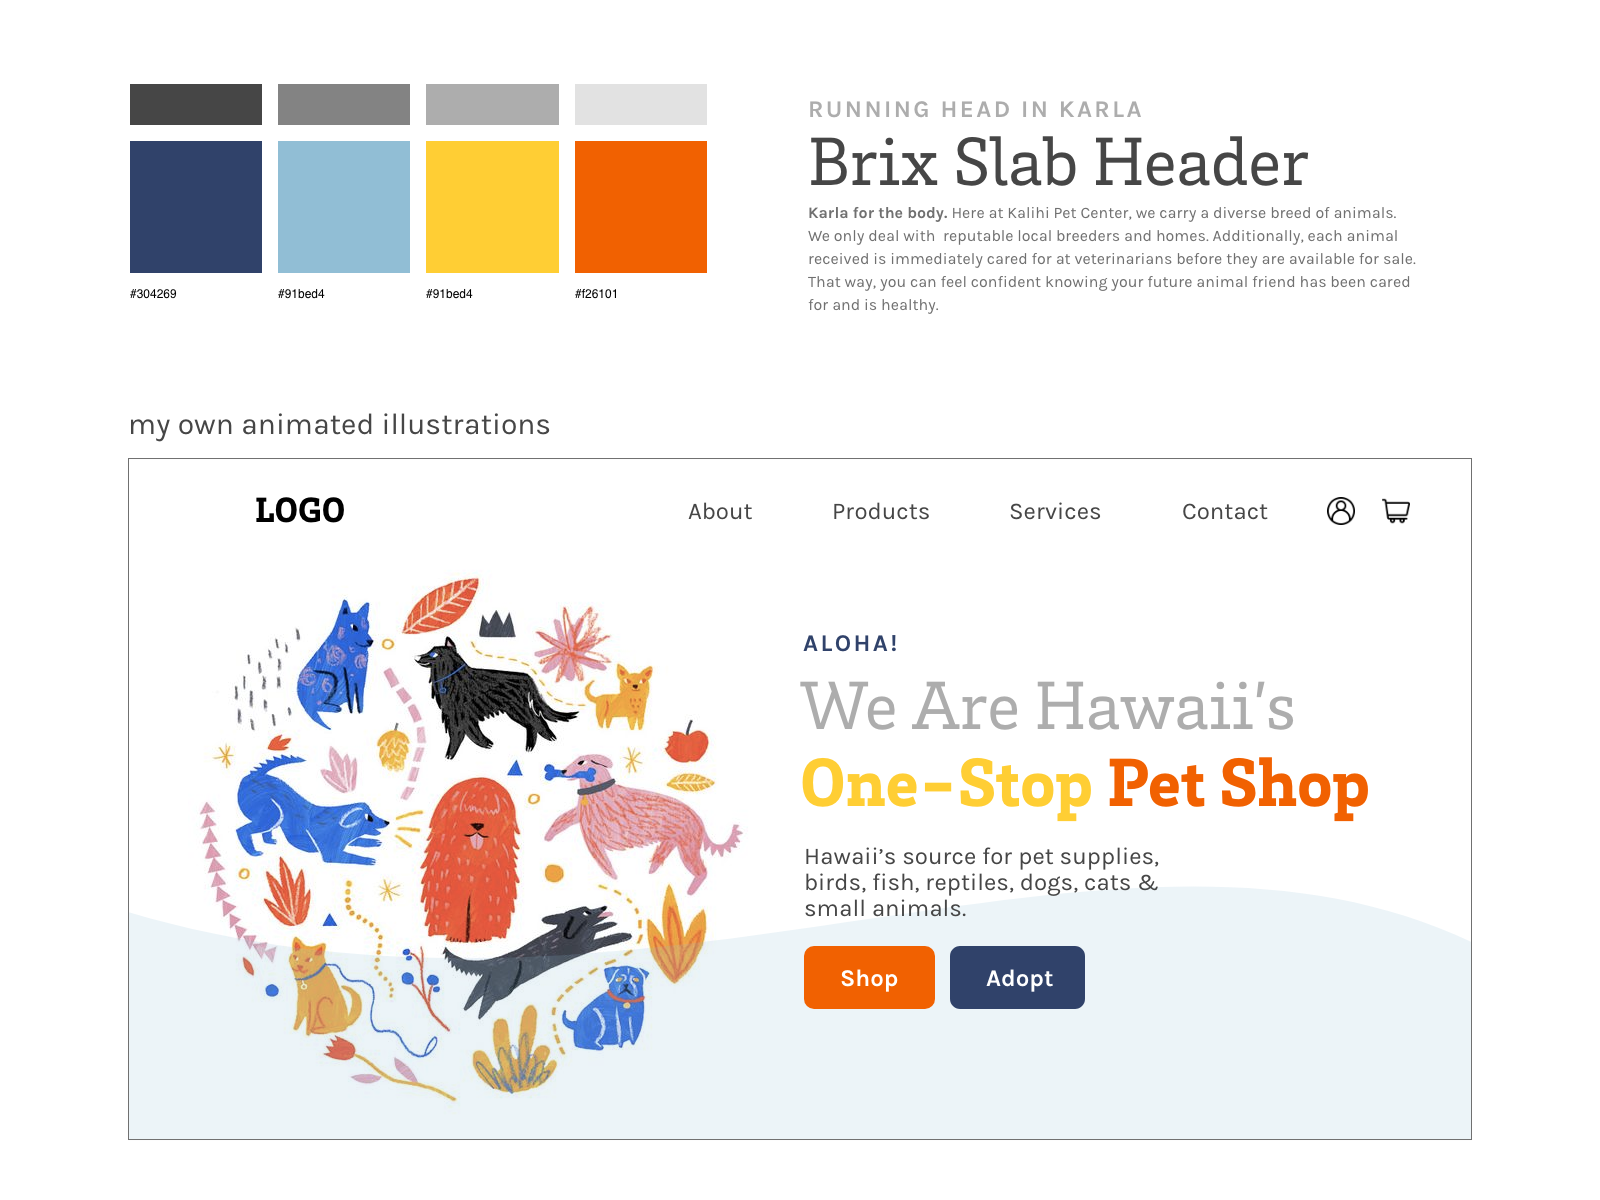 #304269
#91bed4
#91bed4
#f26101
RUNNING HEAD IN KARLA
Brix Slab Header
Karla for the body. Here at Kalihi Pet Center, we carry a diverse breed of animals.
We only deal with  reputable local breeders and homes. Additionally, each animal
received is immediately cared for at veterinarians before they are available for sale.
That way, you can feel confident knowing your future animal friend has been cared
for and is healthy.
my own animated illustrations
LOGO
About
Products
Services
Contact
ALOHA!
We Are Hawaii's
One-Stop Pet Shop
Hawaii’s source for pet supplies,
birds, fish, reptiles, dogs, cats &
small animals.
Shop
Adopt